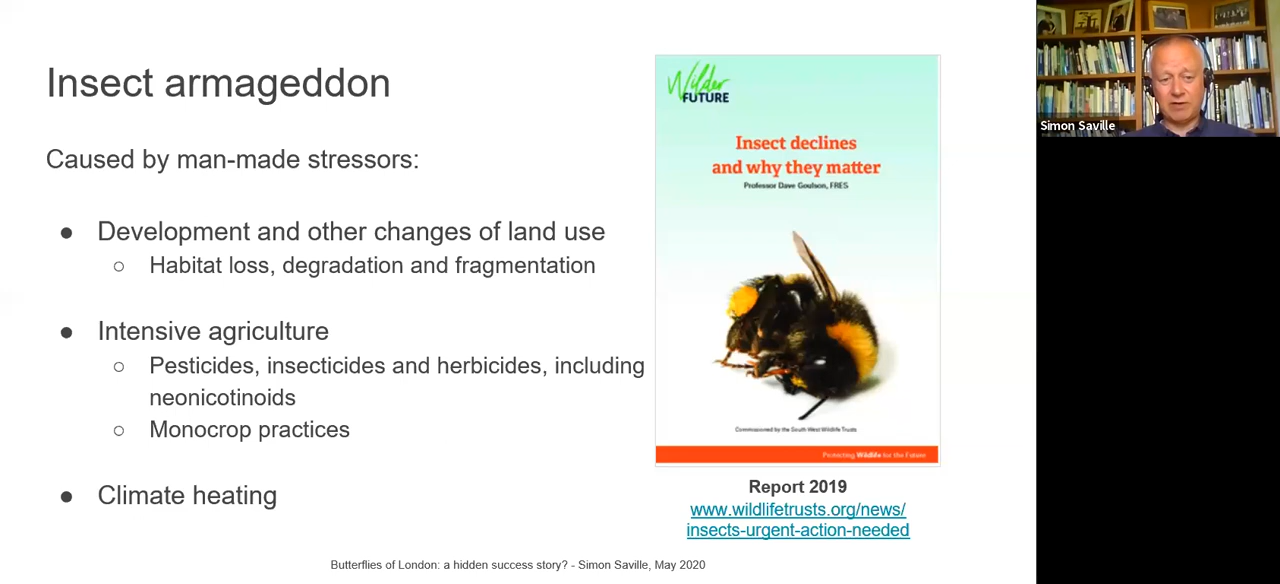 Insect armageddon
Caused by man-made stressors:
● Development and other changes of land use
○ Habitat loss, degradation and fragmentation
● Intensive agriculture
○ Pesticides, insecticides and herbicides, including
neonicotinoids
○ Monocrop practices
● Climate heating
Wilder
FUTURE
Insect declines
and why they matter
Professor Dave Goulson, FRES
Commissioned by the South West Wildlife Trusts
Protecting Wildlife for the Future
Report 2019
www.wildlifetrusts.org/news/
insects-urgent-action-needed
Butterflies of London: a hidden success story? - Simon Saville, May 2020
Simon Saville